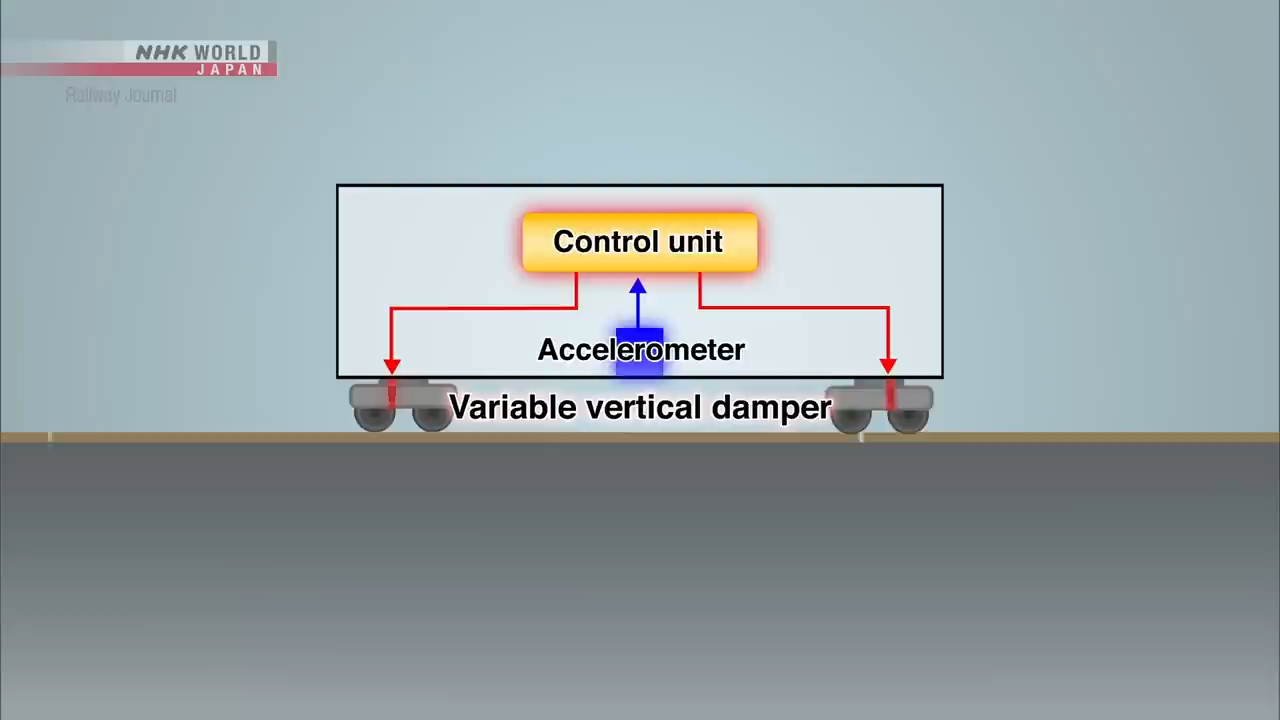 NHK WORLD
JAPAN
Railway Journal
Control unit
Accelerometer
Variable vertical damper